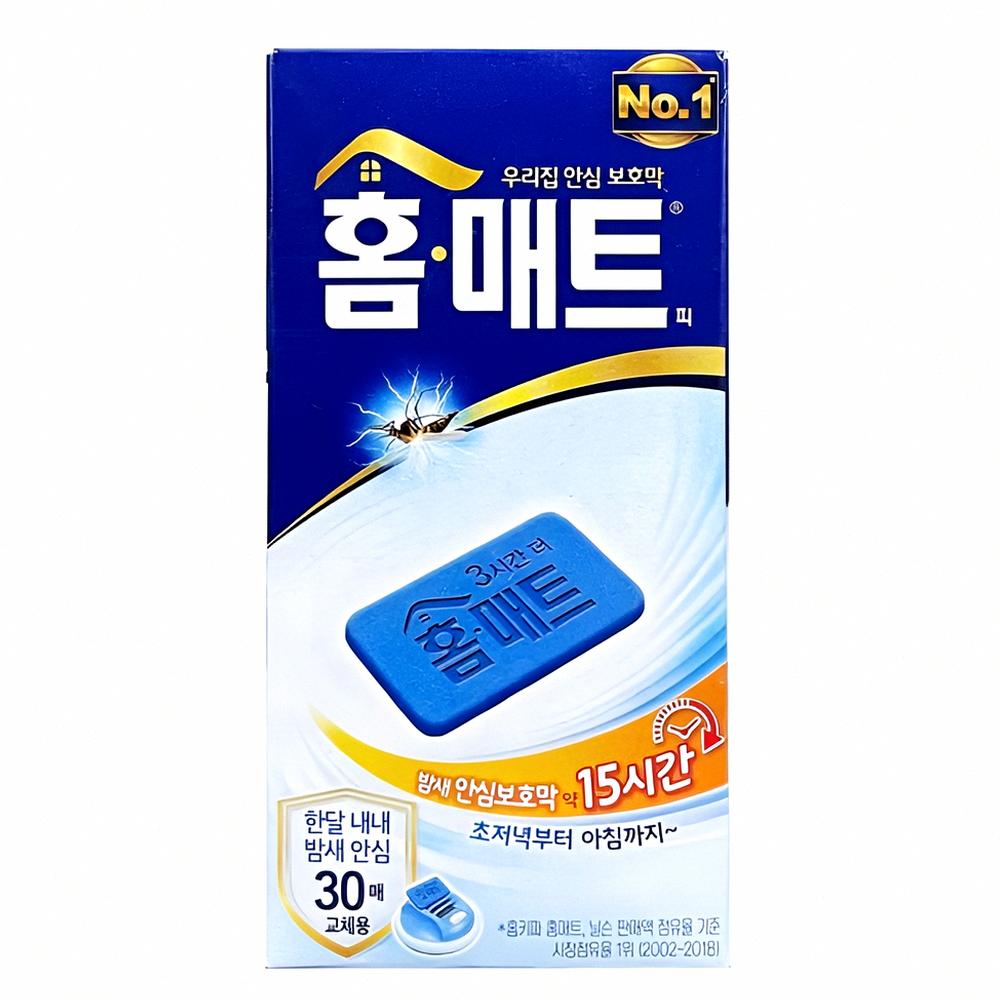 No.1
우리집 안심 보호막
홈·매트®
피
3시간 더
홈·매트
밤새 안심보호막 약 15시간
초저녁부터 아침까지~
한달 내내
밤새 안심
30매
교체용
*홈키파 홈매트, 닐슨 판매액 점유율 기준
시장점유율 1위 (2002-2018)